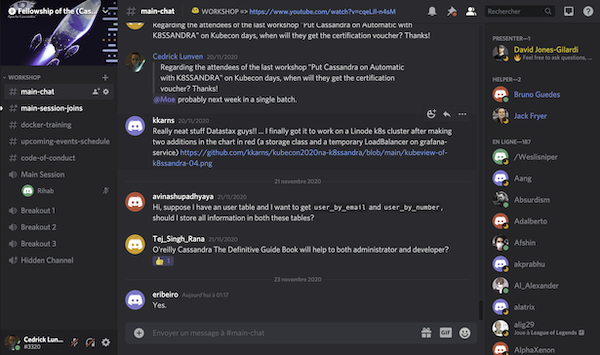 Fellowship of the (Cas...
main-chat
WORKSHOP => https://www.youtube.com/watch?v=cqeLII-n4sM
Rechercher
WORKSHOP
main-chat
main-session-joins
docker-training
upcoming-events-schedule
code-of-conduct
Main Session
Rihab
Breakout 1
Breakout 2
Breakout 3
Hidden Channel
Cedrick Lun...
#3320
Regarding the attendees of the last workshop "Put Cassandra on Automatic
with K8SSANDRA" on Kubecon days, when will they get the certification
voucher? Thanks!
Cedrick Lunven 20/11/2020
Regarding the attendees of the last workshop "Put Cassandra on Automatic
with K8SSANDRA" on Kubecon days, when will they get the certification
voucher? Thanks!
@Moe probably next week in a single batch.
kkarns 20/11/2020
Really neat stuff Datastax guys!! ... I finally got it to work on a Linode k8s cluster after making
two additions in the chart in red (a storage class and a temporary LoadBalancer on grafana-
service) https://github.com/kkarns/kubecon2020na-k8ssandra/blob/main/kubeview-of-
k8ssandra-04.png
21 novembre 2020
avinashupadhyaya 21/11/2020
Hi, suppose I have an user table and I want to get user_by_email and user_by_number,
should I store all information in both these tables?
Tej_Singh_Rana 21/11/2020
O'reilly Cassandra The Definitive Guide Book will help to both administrator and developer?
1
23 novembre 2020
eribeiro Aujourd'hui à 01:17
Yes.
Envoyer un message à #main-chat
GIF
PRESENTER—1
David Jones-Gilardi
Feel free to ask questions, ...
HELPER—2
Bruno Guedes
Jack Fryer
EN LIGNE—187
/Weslisniper
Aang
Absurdism
Adalberto
Afshin
akprabhu
Al_Alexander
alatrix
alig29
Joue à League of Legends
AlphaXenon